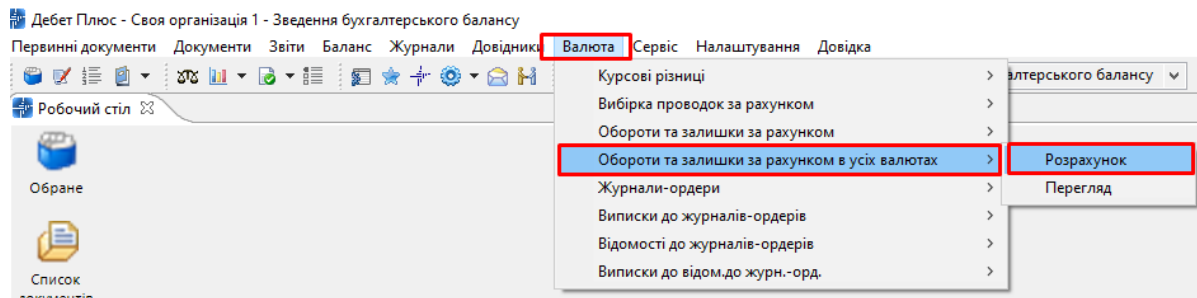 Дебет Плюс - Своя організація 1 - Зведення бухгалтерського балансу
Первинні документи Документи Звіти Баланс Журнали Довідники Валюта Сервіс Налаштування Довідка
алтерського балансу
Робочий стіл
Курсові різниці
Вибірка проводок за рахунком
Обороти та залишки за рахунком
Обороти та залишки за рахунком в усіх валютах
Розрахунок
Журнали-ордери
Перегляд
Виписки до журналів-ордерів
Відомості до журналів-ордерів
Виписки до відом.до журн.-орд.
Обране
Список
документів